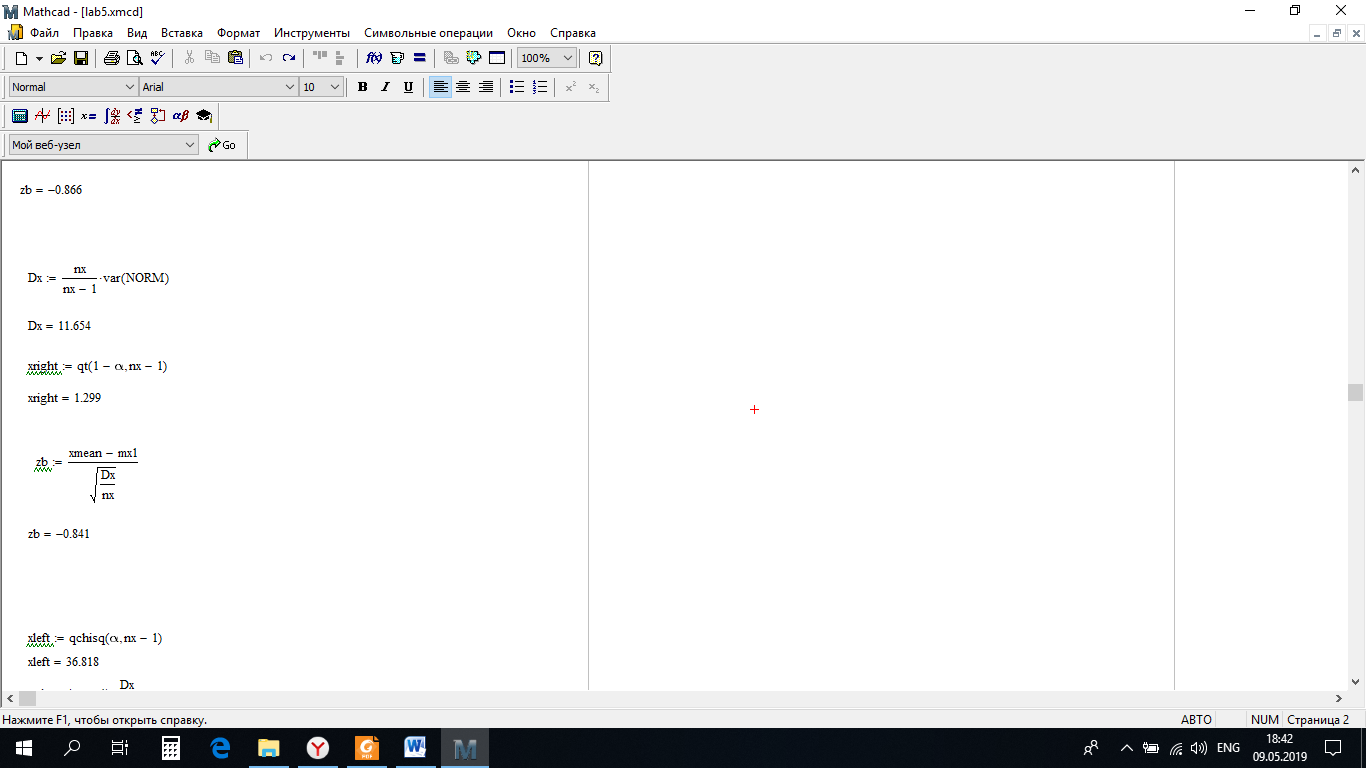 Mathcad - [lab5.xmcd]
Файл Правка Вид Вставка Формат Инструменты Символьные операции Окно Справка
100%
Normal Arial 10 B I U
Мой веб-узел Go
zb = −0.866
Dx := nx / nx − 1 · var(NORM)
Dx = 11.654
xright := qt(1 − α, nx − 1)
xright = 1.299
zb := xmean − mx1 / √ Dx / nx
zb = −0.841
xleft := qchisq(α, nx − 1)
xleft = 36.818
Dx
Нажмите F1, чтобы открыть справку. АВТО NUM Страница 2
ENG 18:42
09.05.2019